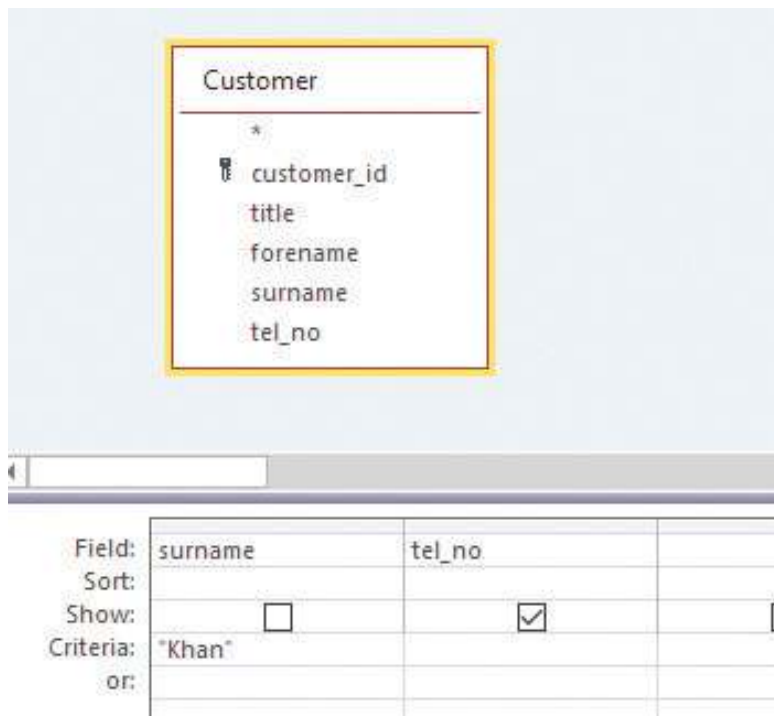 Customer
*
customer_id
title
forename
surname
tel_no
Field: surname tel_no
Sort:
Show:
Criteria: "Khan"
or: